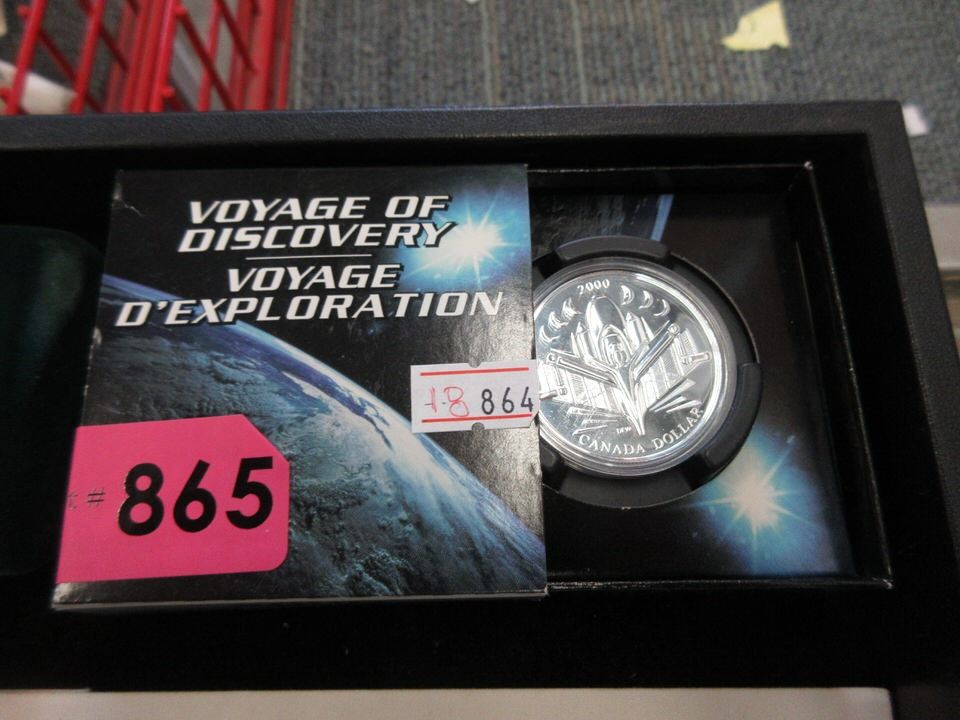 VOYAGE OF
DISCOVERY
VOYAGE
D'EXPLORATION
18 864
# 865
2000
CANADA DOLLAR